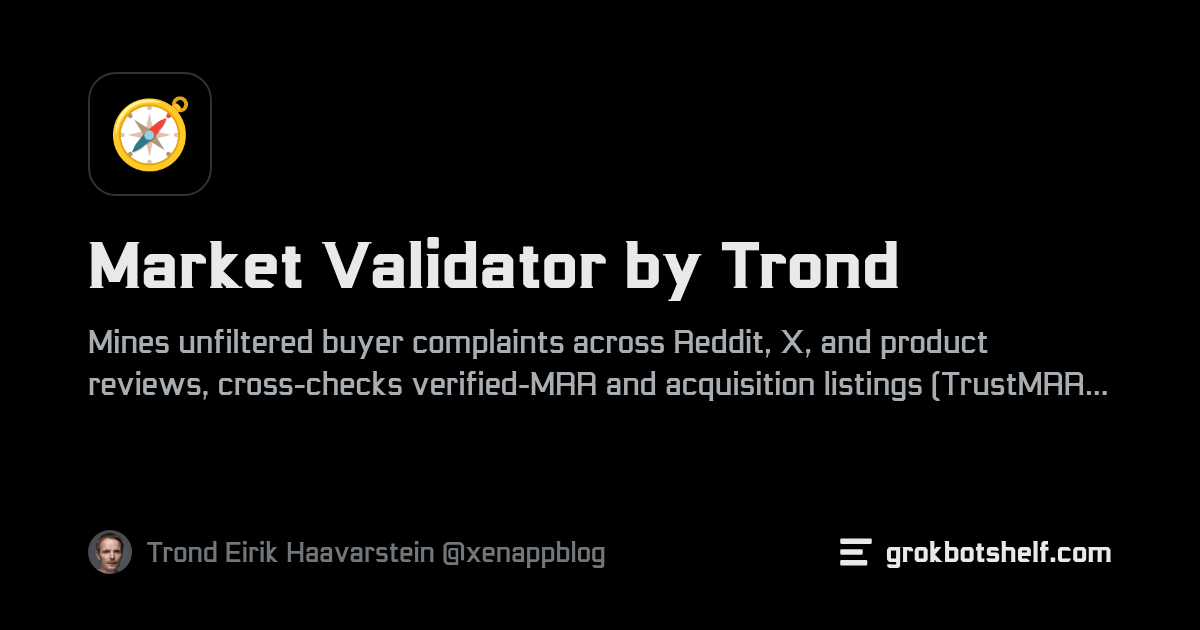 Market Validator by Trond
Mines unfiltered buyer complaints across Reddit, X, and product
reviews, cross-checks verified-MRR and acquisition listings (TrustMRR...
Trond Eirik Haavarstein @xenappblog
grokbotshelf.com